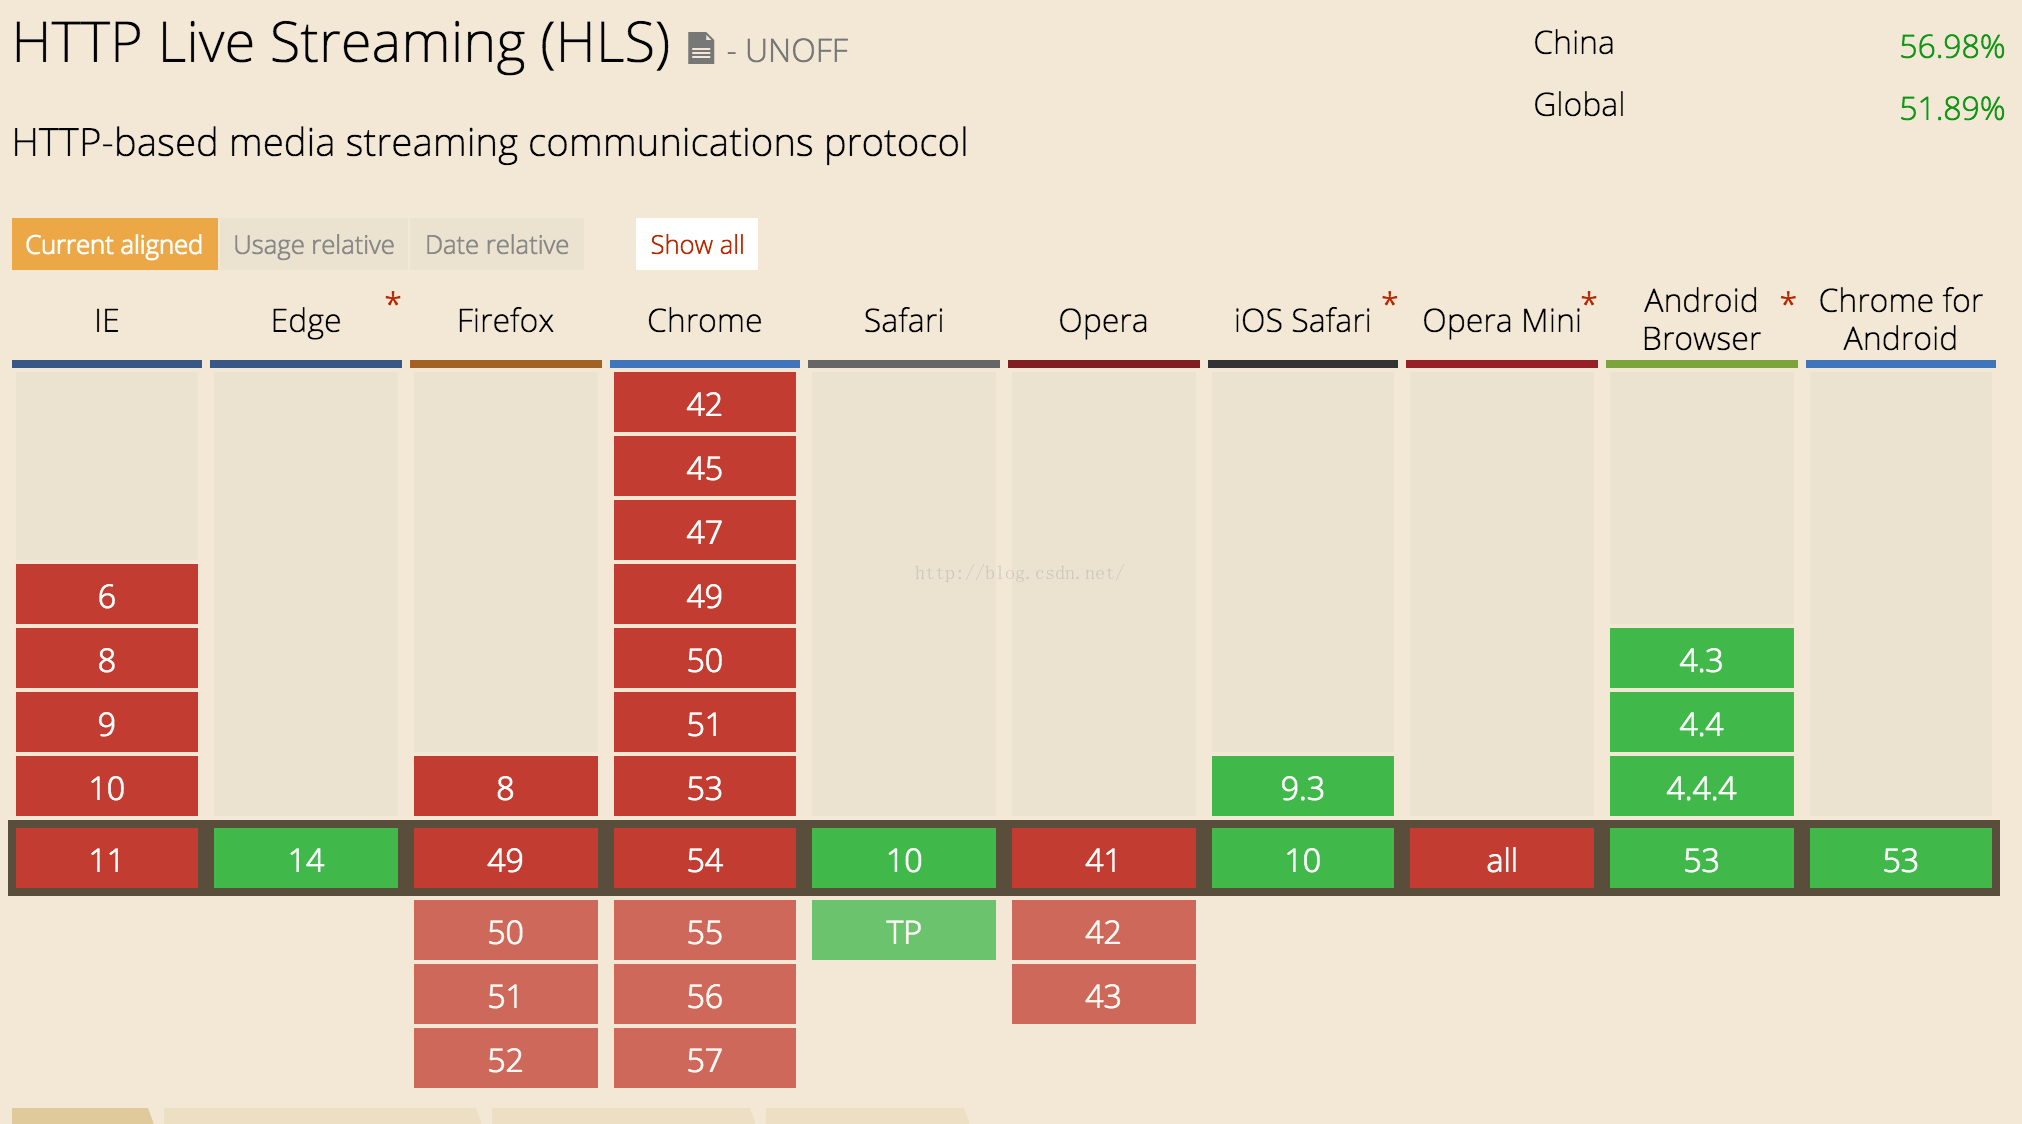 HTTP Live Streaming (HLS) - UNOFF
China 56.98%
Global 51.89%
HTTP-based media streaming communications protocol
Current aligned Usage relative Date relative Show all
IE Edge * Firefox Chrome Safari Opera iOS Safari * Opera Mini * Android Browser * Chrome for Android
42
45
47
http://blog.csdn.net/
6 49
8 50 4.3
9 51 4.4
10 8 53 9.3 4.4.4
11 14 49 54 10 41 10 all 53 53
50 55 TP 42
51 56 43
52 57